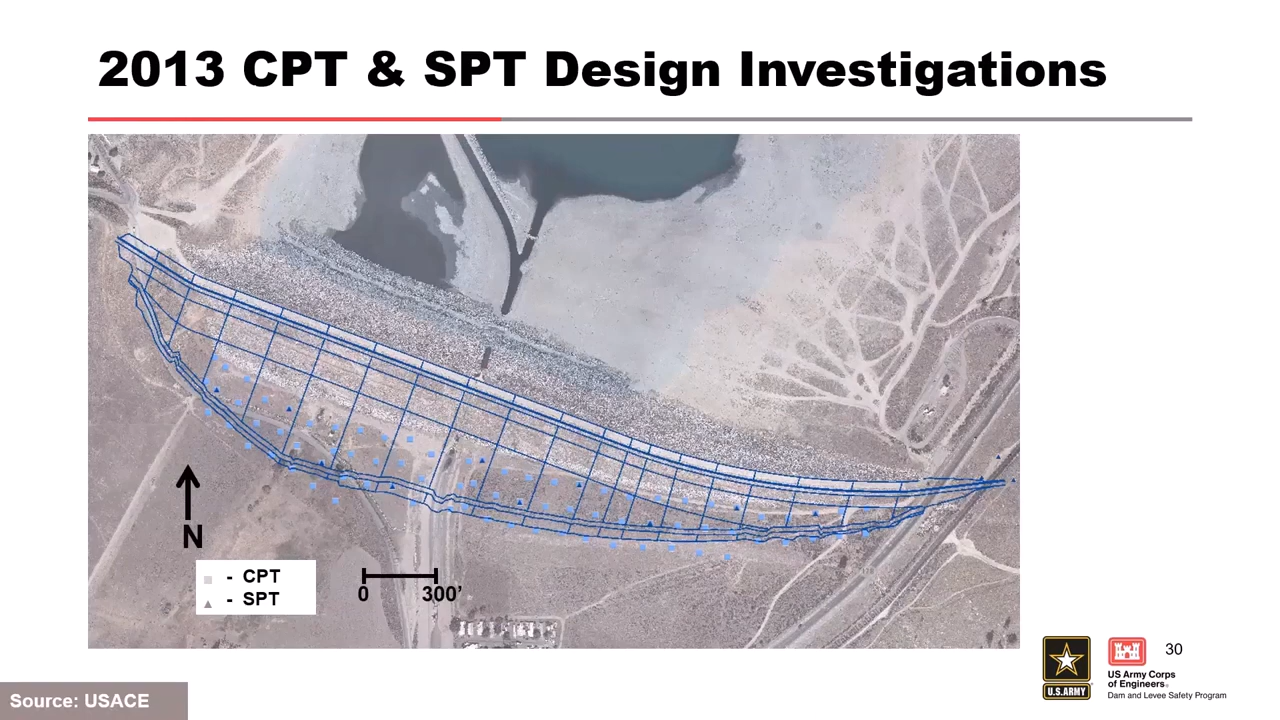 2013 CPT & SPT Design Investigations
N
- CPT
- SPT
0 300’
U.S.ARMY
US Army Corps
of Engineers®
Dam and Levee Safety Program
30
Source: USACE